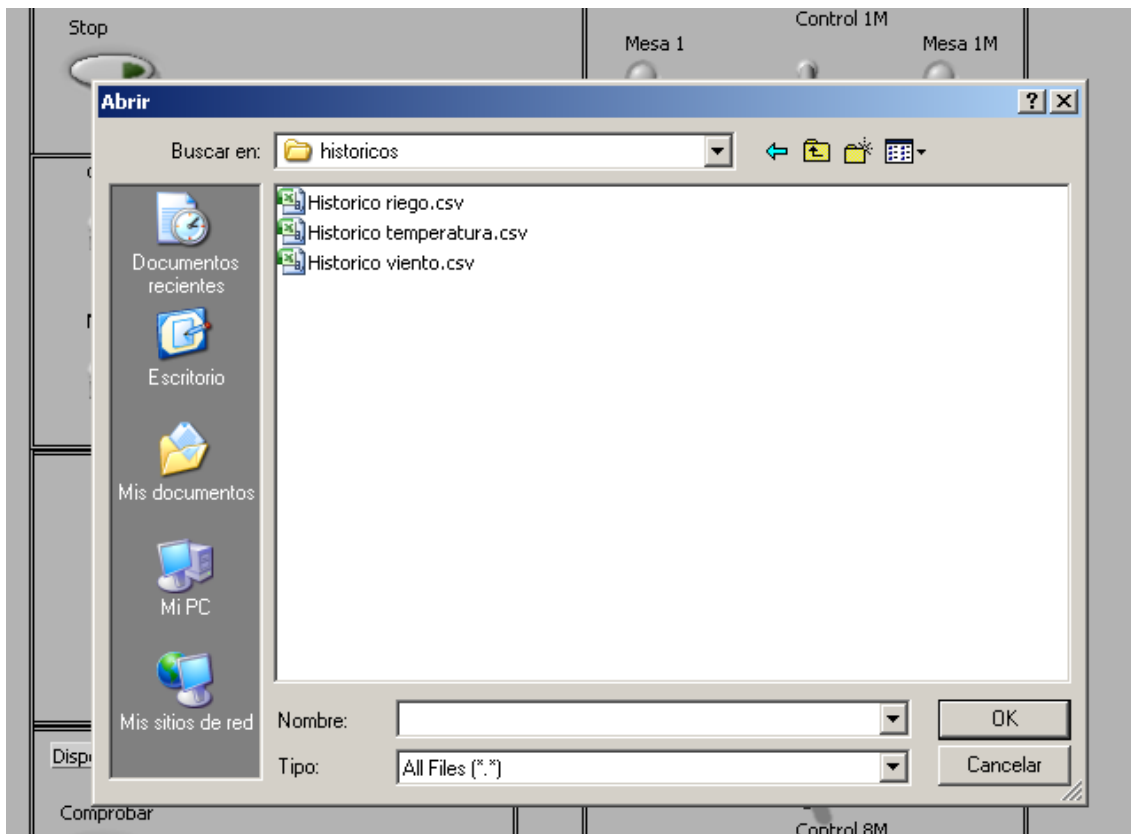 Stop
Control 1M
Mesa 1
Mesa 1M
Abrir
Buscar en:
historicos
Historico riego.csv
Historico temperatura.csv
Historico viento.csv
Documentos
recientes
Escritorio
Mis documentos
Mi PC
Mis sitios de red
Nombre:
OK
Tipo:
All Files (*.*)
Cancelar
Disp
Comprobar
Control 8M